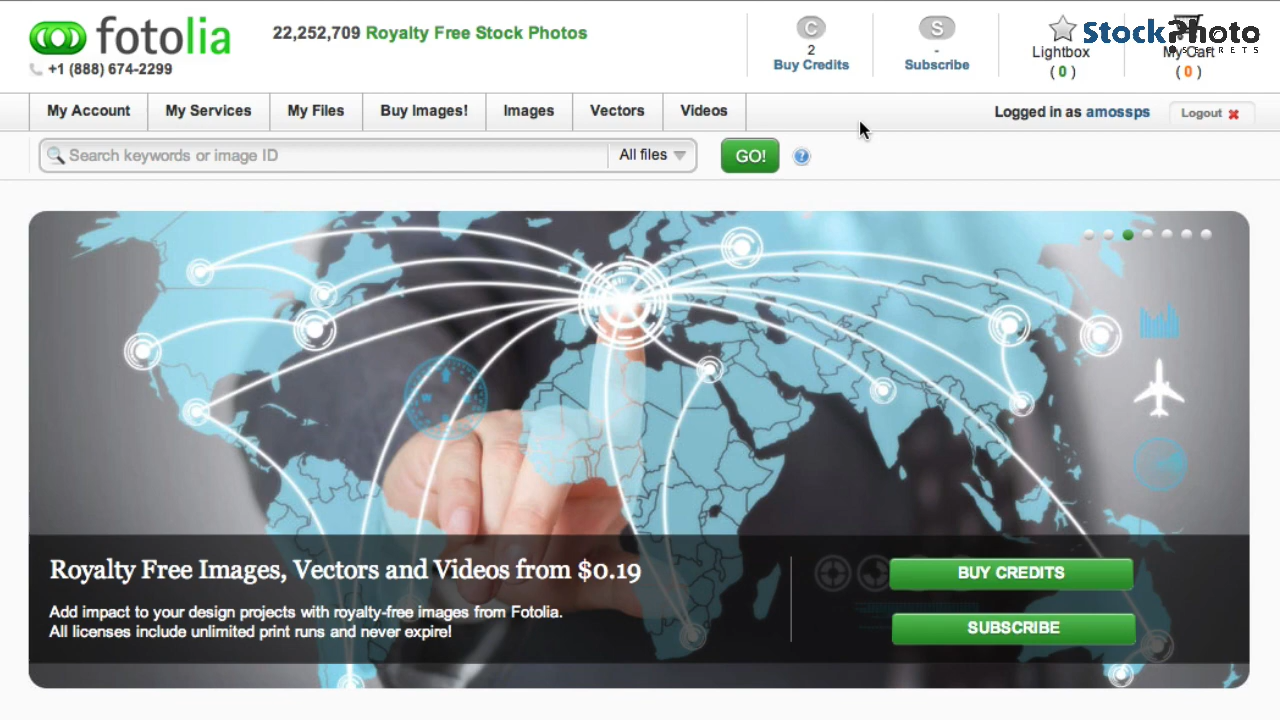 fotolia
22,252,709 Royalty Free Stock Photos
+1 (888) 674-2299
C
2
Buy Credits
S
-
Subscribe
Lightbox
( 0 )
My Cart
( 0 )
StockPhoto
SECRETS
My Account
My Services
My Files
Buy Images!
Images
Vectors
Videos
Logged in as amossps
Logout
Search keywords or image ID
All files
GO!
?
Royalty Free Images, Vectors and Videos from $0.19
Add impact to your design projects with royalty-free images from Fotolia.
All licenses include unlimited print runs and never expire!
BUY CREDITS
SUBSCRIBE